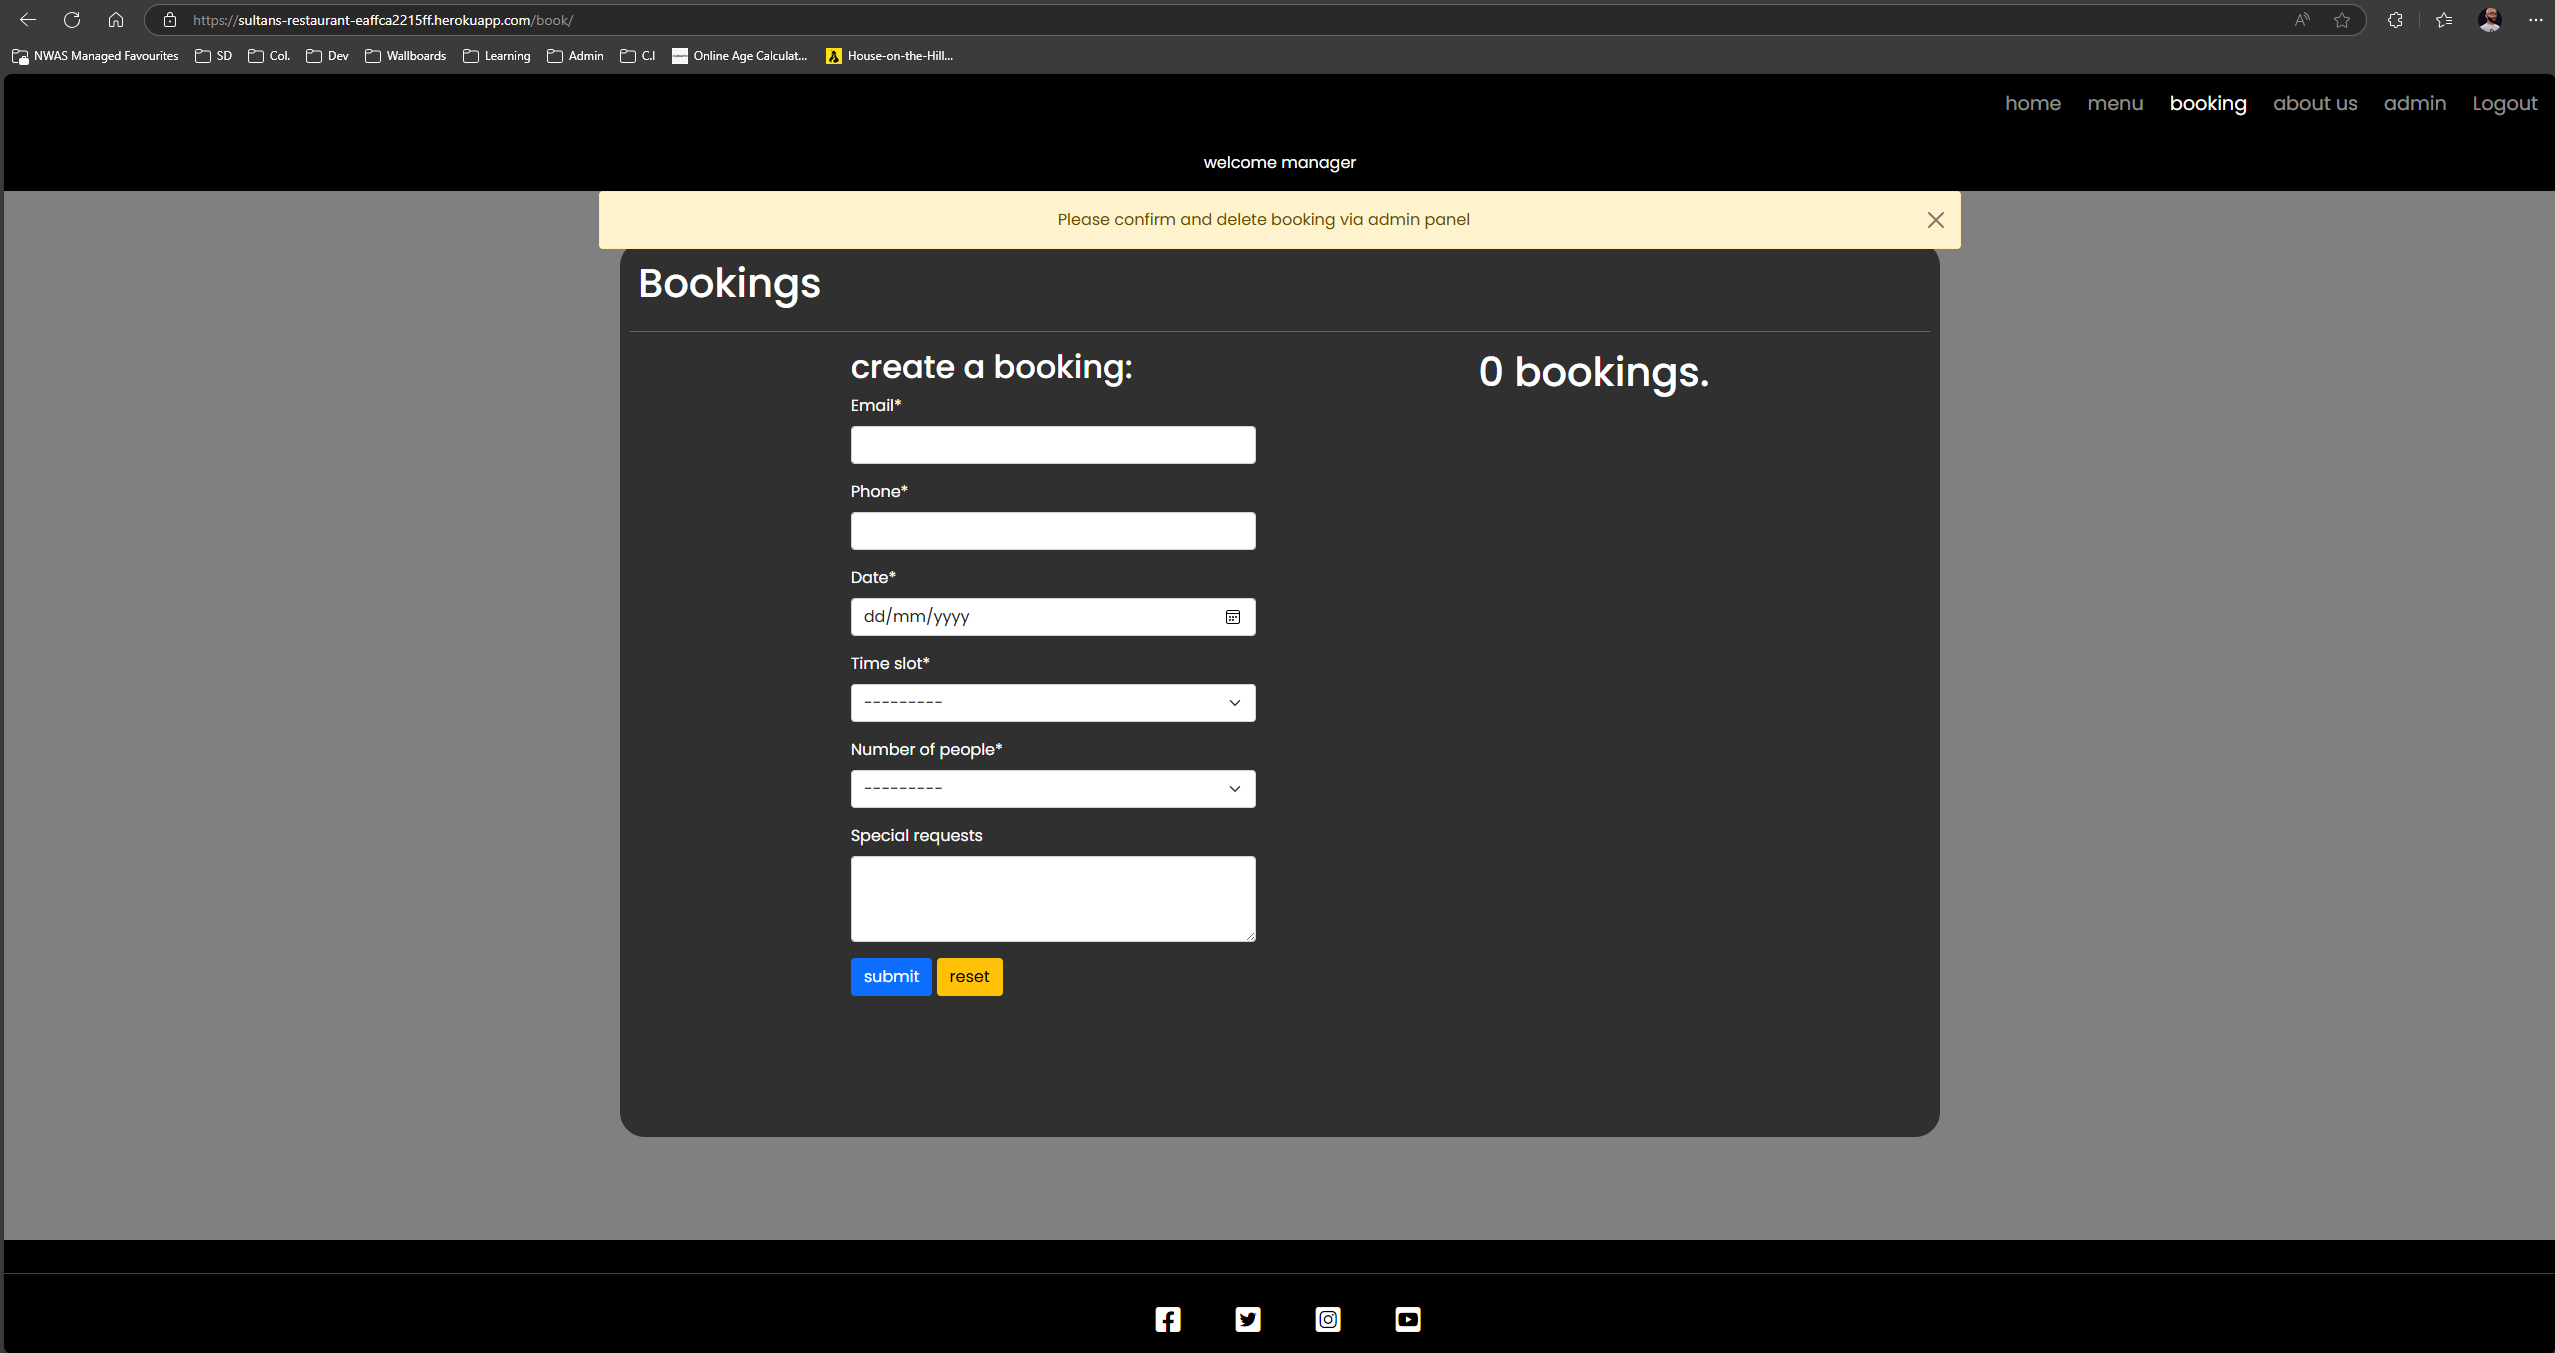 https://sultans-restaurant-eaffca2215ff.herokuapp.com/book/
NWAS Managed Favourites SD Col. Dev Wallboards Learning Admin C.I Online Age Calculat... House-on-the-Hill...
home menu booking about us admin Logout
welcome manager
Please confirm and delete booking via admin panel
Bookings
create a booking:
Email*
Phone*
Date*
dd/mm/yyyy
Time slot*
---------
Number of people*
---------
Special requests
submit reset
0 bookings.